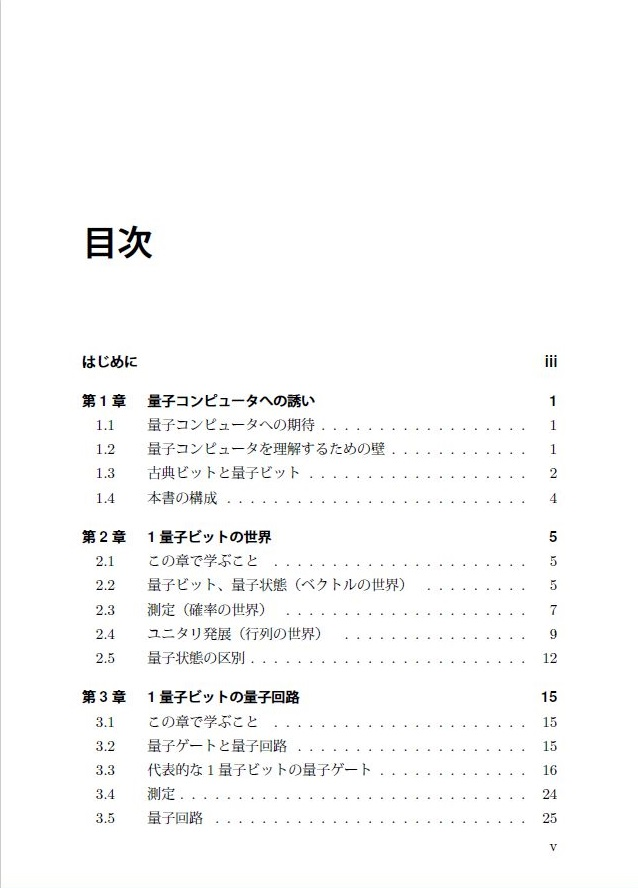 目次
はじめに iii
第 1 章 量子コンピュータへの誘い 1
1.1 量子コンピュータへの期待 . . . . . . . . . . . . . . . . . . 1
1.2 量子コンピュータを理解するための壁 . . . . . . . . . . . . 1
1.3 古典ビットと量子ビット . . . . . . . . . . . . . . . . . . . 2
1.4 本書の構成 . . . . . . . . . . . . . . . . . . . . . . . . . . 4
第 2 章 1 量子ビットの世界 5
2.1 この章で学ぶこと . . . . . . . . . . . . . . . . . . . . . . 5
2.2 量子ビット、量子状態（ベクトルの世界） . . . . . . . . . 5
2.3 測定（確率の世界） . . . . . . . . . . . . . . . . . . . . . 7
2.4 ユニタリ発展（行列の世界） . . . . . . . . . . . . . . . . 9
2.5 量子状態の区別 . . . . . . . . . . . . . . . . . . . . . . . . 12
第 3 章 1 量子ビットの量子回路 15
3.1 この章で学ぶこと . . . . . . . . . . . . . . . . . . . . . . 15
3.2 量子ゲートと量子回路 . . . . . . . . . . . . . . . . . . . . 15
3.3 代表的な 1 量子ビットの量子ゲート . . . . . . . . . . . . . 16
3.4 測定 . . . . . . . . . . . . . . . . . . . . . . . . . . . . . . 24
3.5 量子回路 . . . . . . . . . . . . . . . . . . . . . . . . . . . 25
v